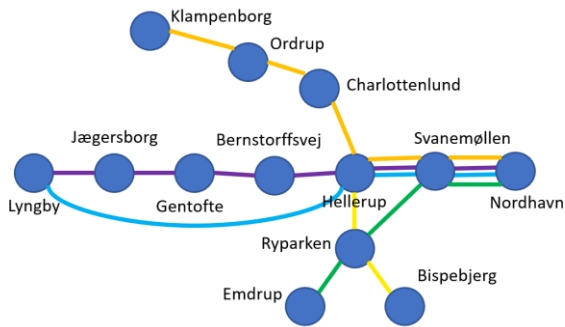 Klampenborg
Ordrup
Charlottenlund
Jægersborg
Bernstorffsvej
Svanemøllen
Lyngby
Gentofte
Hellerup
Nordhavn
Ryparken
Bispebjerg
Emdrup